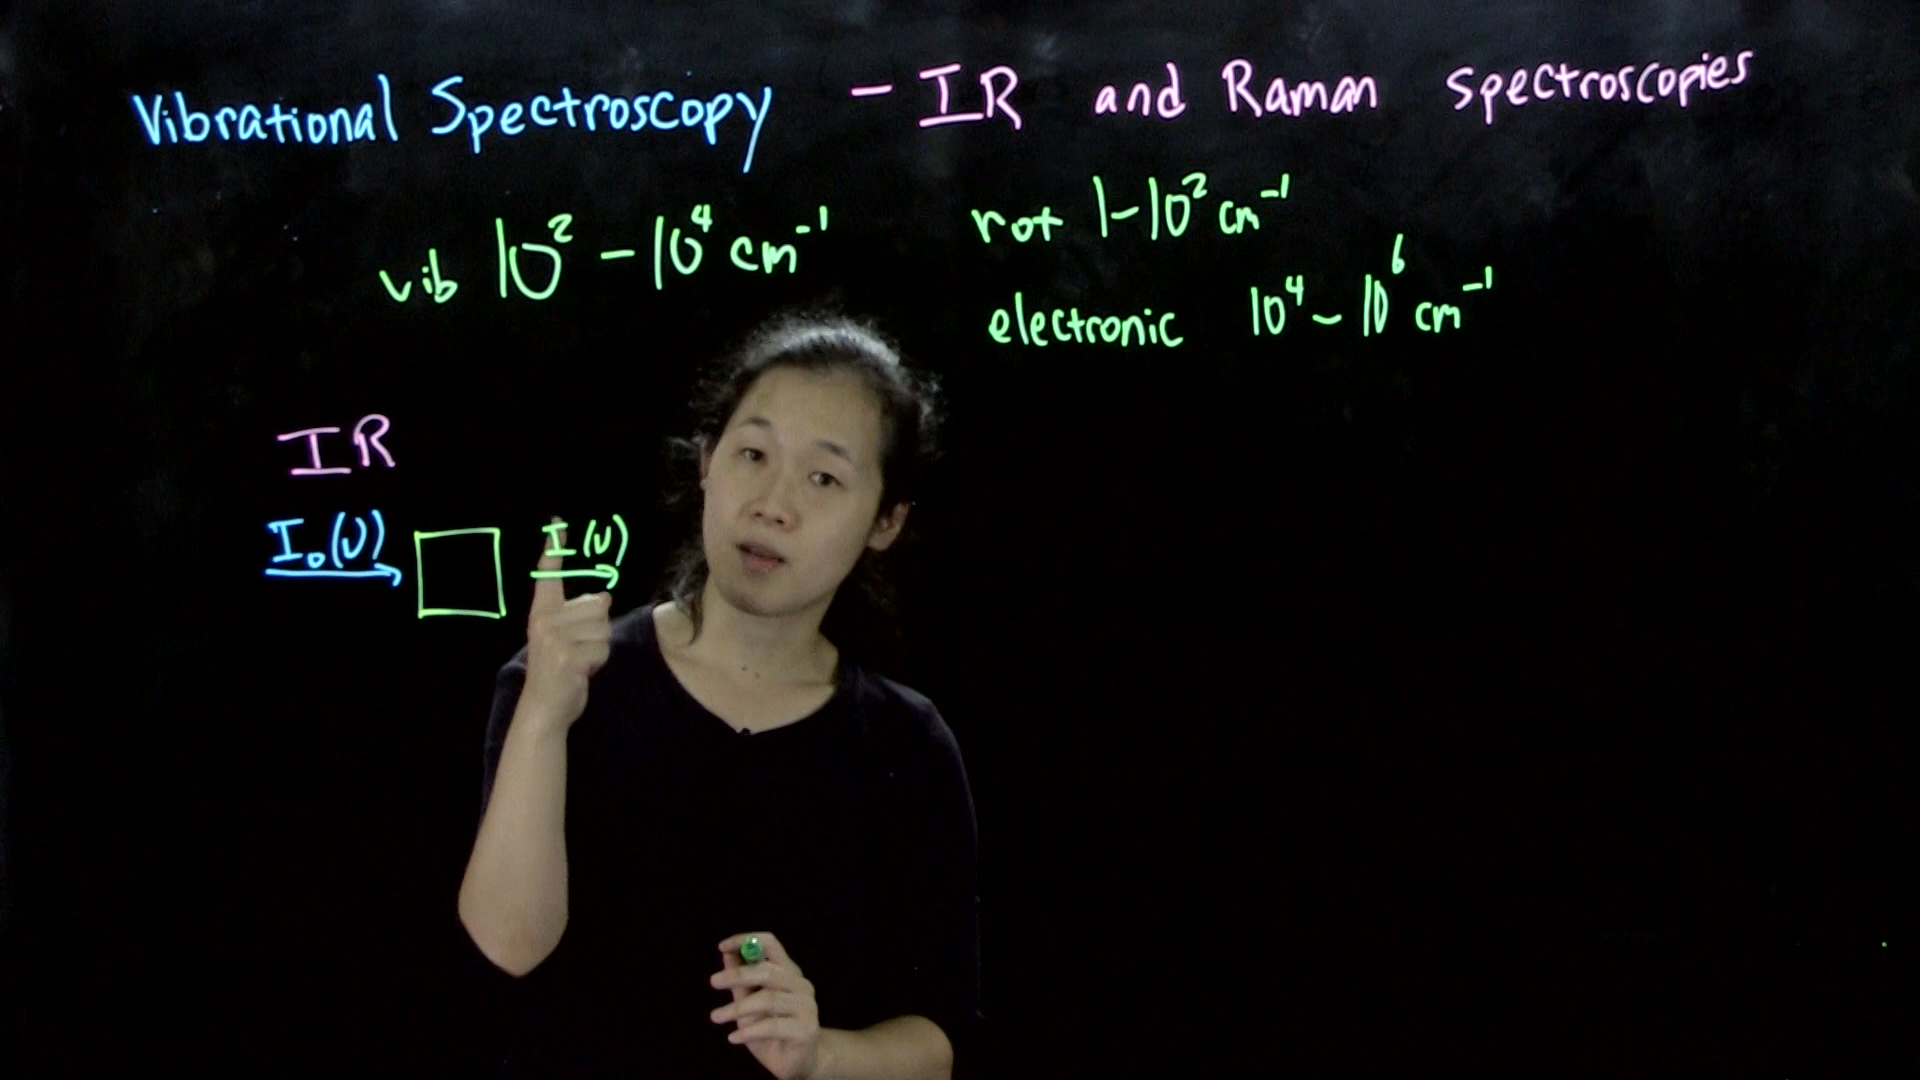 Vibrational Spectroscopy - IR and Raman Spectroscopies
vib 10² - 10⁴ cm⁻¹
rot 1-10² cm⁻¹
electronic 10⁴ - 10⁶ cm⁻¹
IR
I₀(ν)
I(ν)